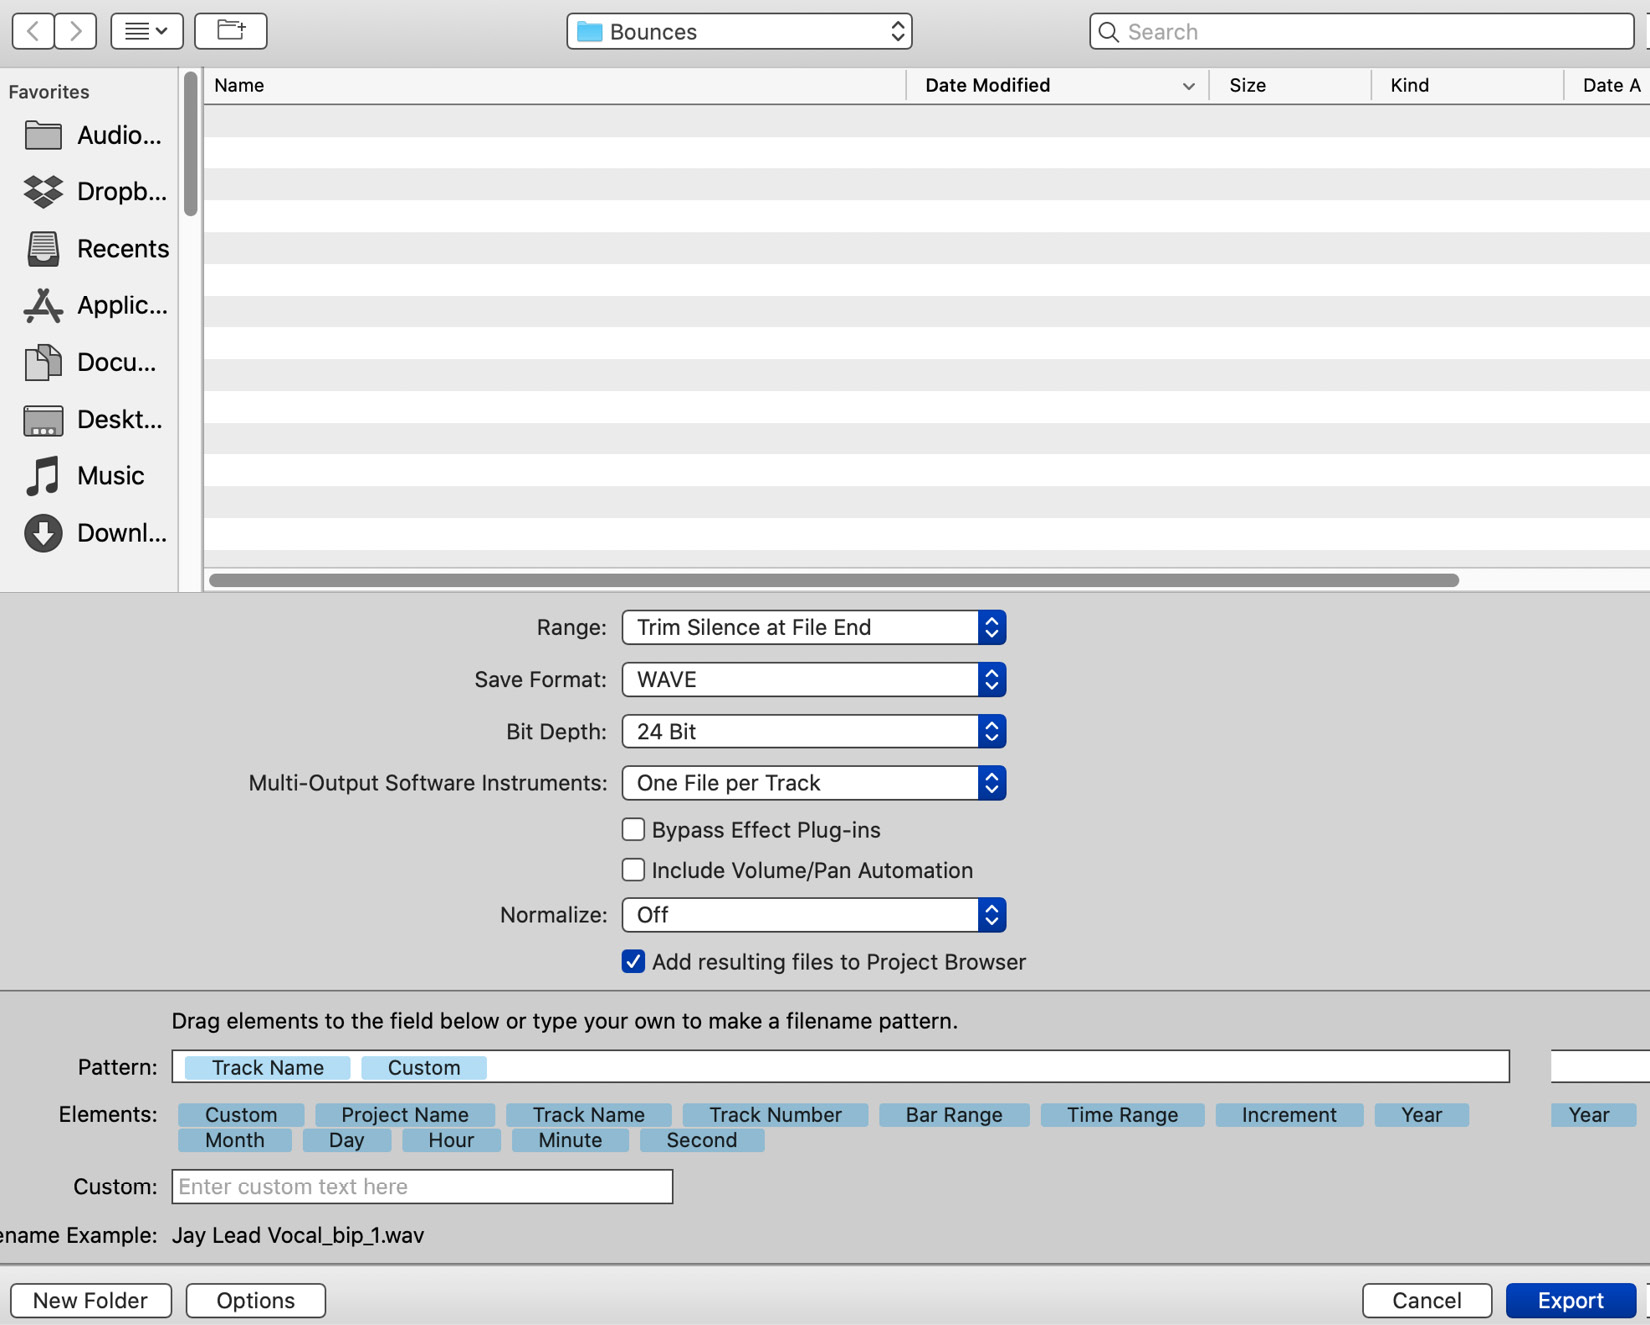 Bounces
Search
Favorites
Name
Date Modified
Size
Kind
Date A
Audio...
Dropb...
Recents
Applic...
Docu...
Deskt...
Music
Downl...
Range: Trim Silence at File End
Save Format: WAVE
Bit Depth: 24 Bit
Multi-Output Software Instruments: One File per Track
Bypass Effect Plug-ins
Include Volume/Pan Automation
Normalize: Off
Add resulting files to Project Browser
Drag elements to the field below or type your own to make a filename pattern.
Pattern: Track Name Custom
Elements: Custom Project Name Track Name Track Number Bar Range Time Range Increment Year Year
Month Day Hour Minute Second
Custom: Enter custom text here
ename Example: Jay Lead Vocal_bip_1.wav
New Folder Options Cancel Export